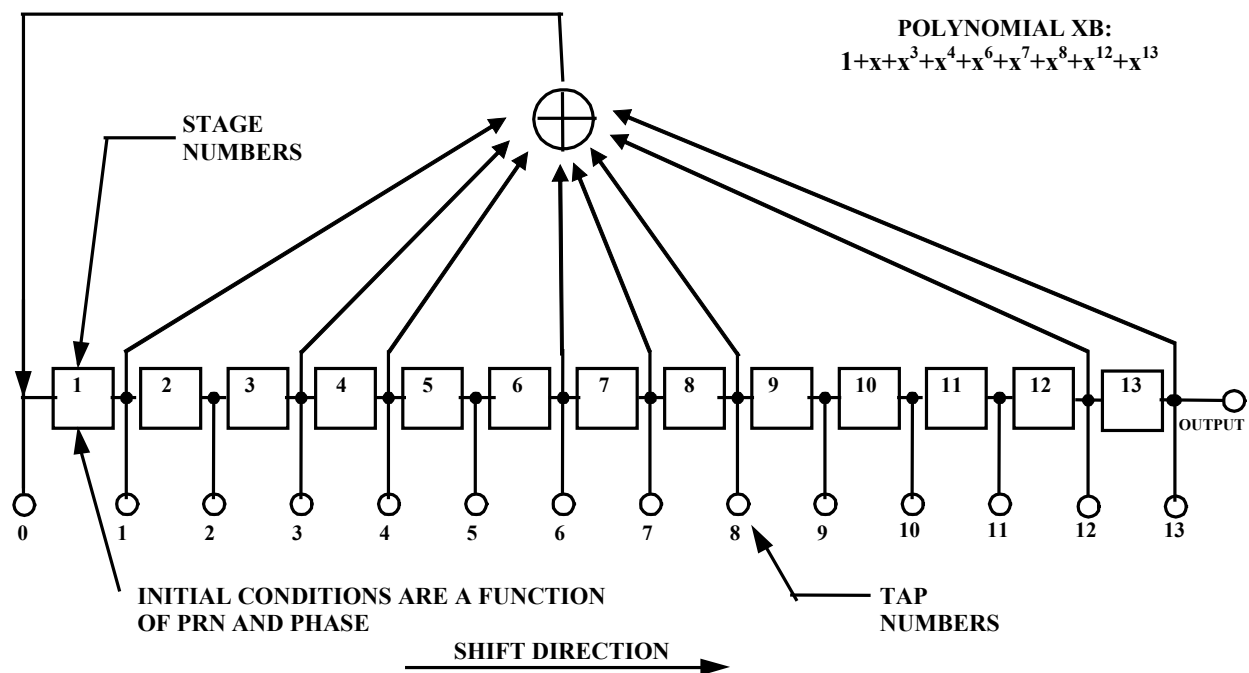 POLYNOMIAL XB:
1+x+x³+x⁴+x⁶+x⁷+x⁸+x¹²+x¹³
STAGE
NUMBERS
1 2 3 4 5 6 7 8 9 10 11 12 13
OUTPUT
0 1 2 3 4 5 6 7 8 9 10 11 12 13
INITIAL CONDITIONS ARE A FUNCTION
OF PRN AND PHASE
TAP
NUMBERS
SHIFT DIRECTION